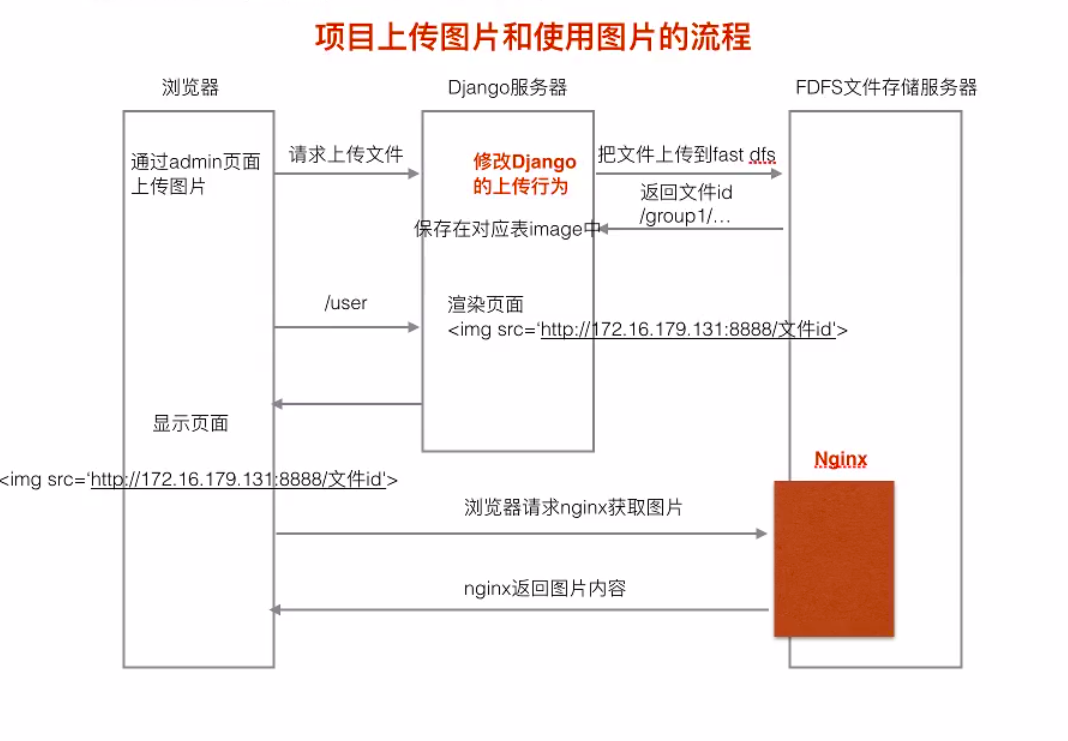 项目上传图片和使用图片的流程
浏览器
Django服务器
FDFS文件存储服务器
通过admin页面
上传图片
请求上传文件
修改Django
的上传行为
把文件上传到fast dfs
返回文件id
/group1/…
保存在对应表image中
/user
渲染页面
<img src=‘http://172.16.179.131:8888/文件id'>
显示页面
<img src=‘http://172.16.179.131:8888/文件id'>
Nginx
浏览器请求nginx获取图片
nginx返回图片内容